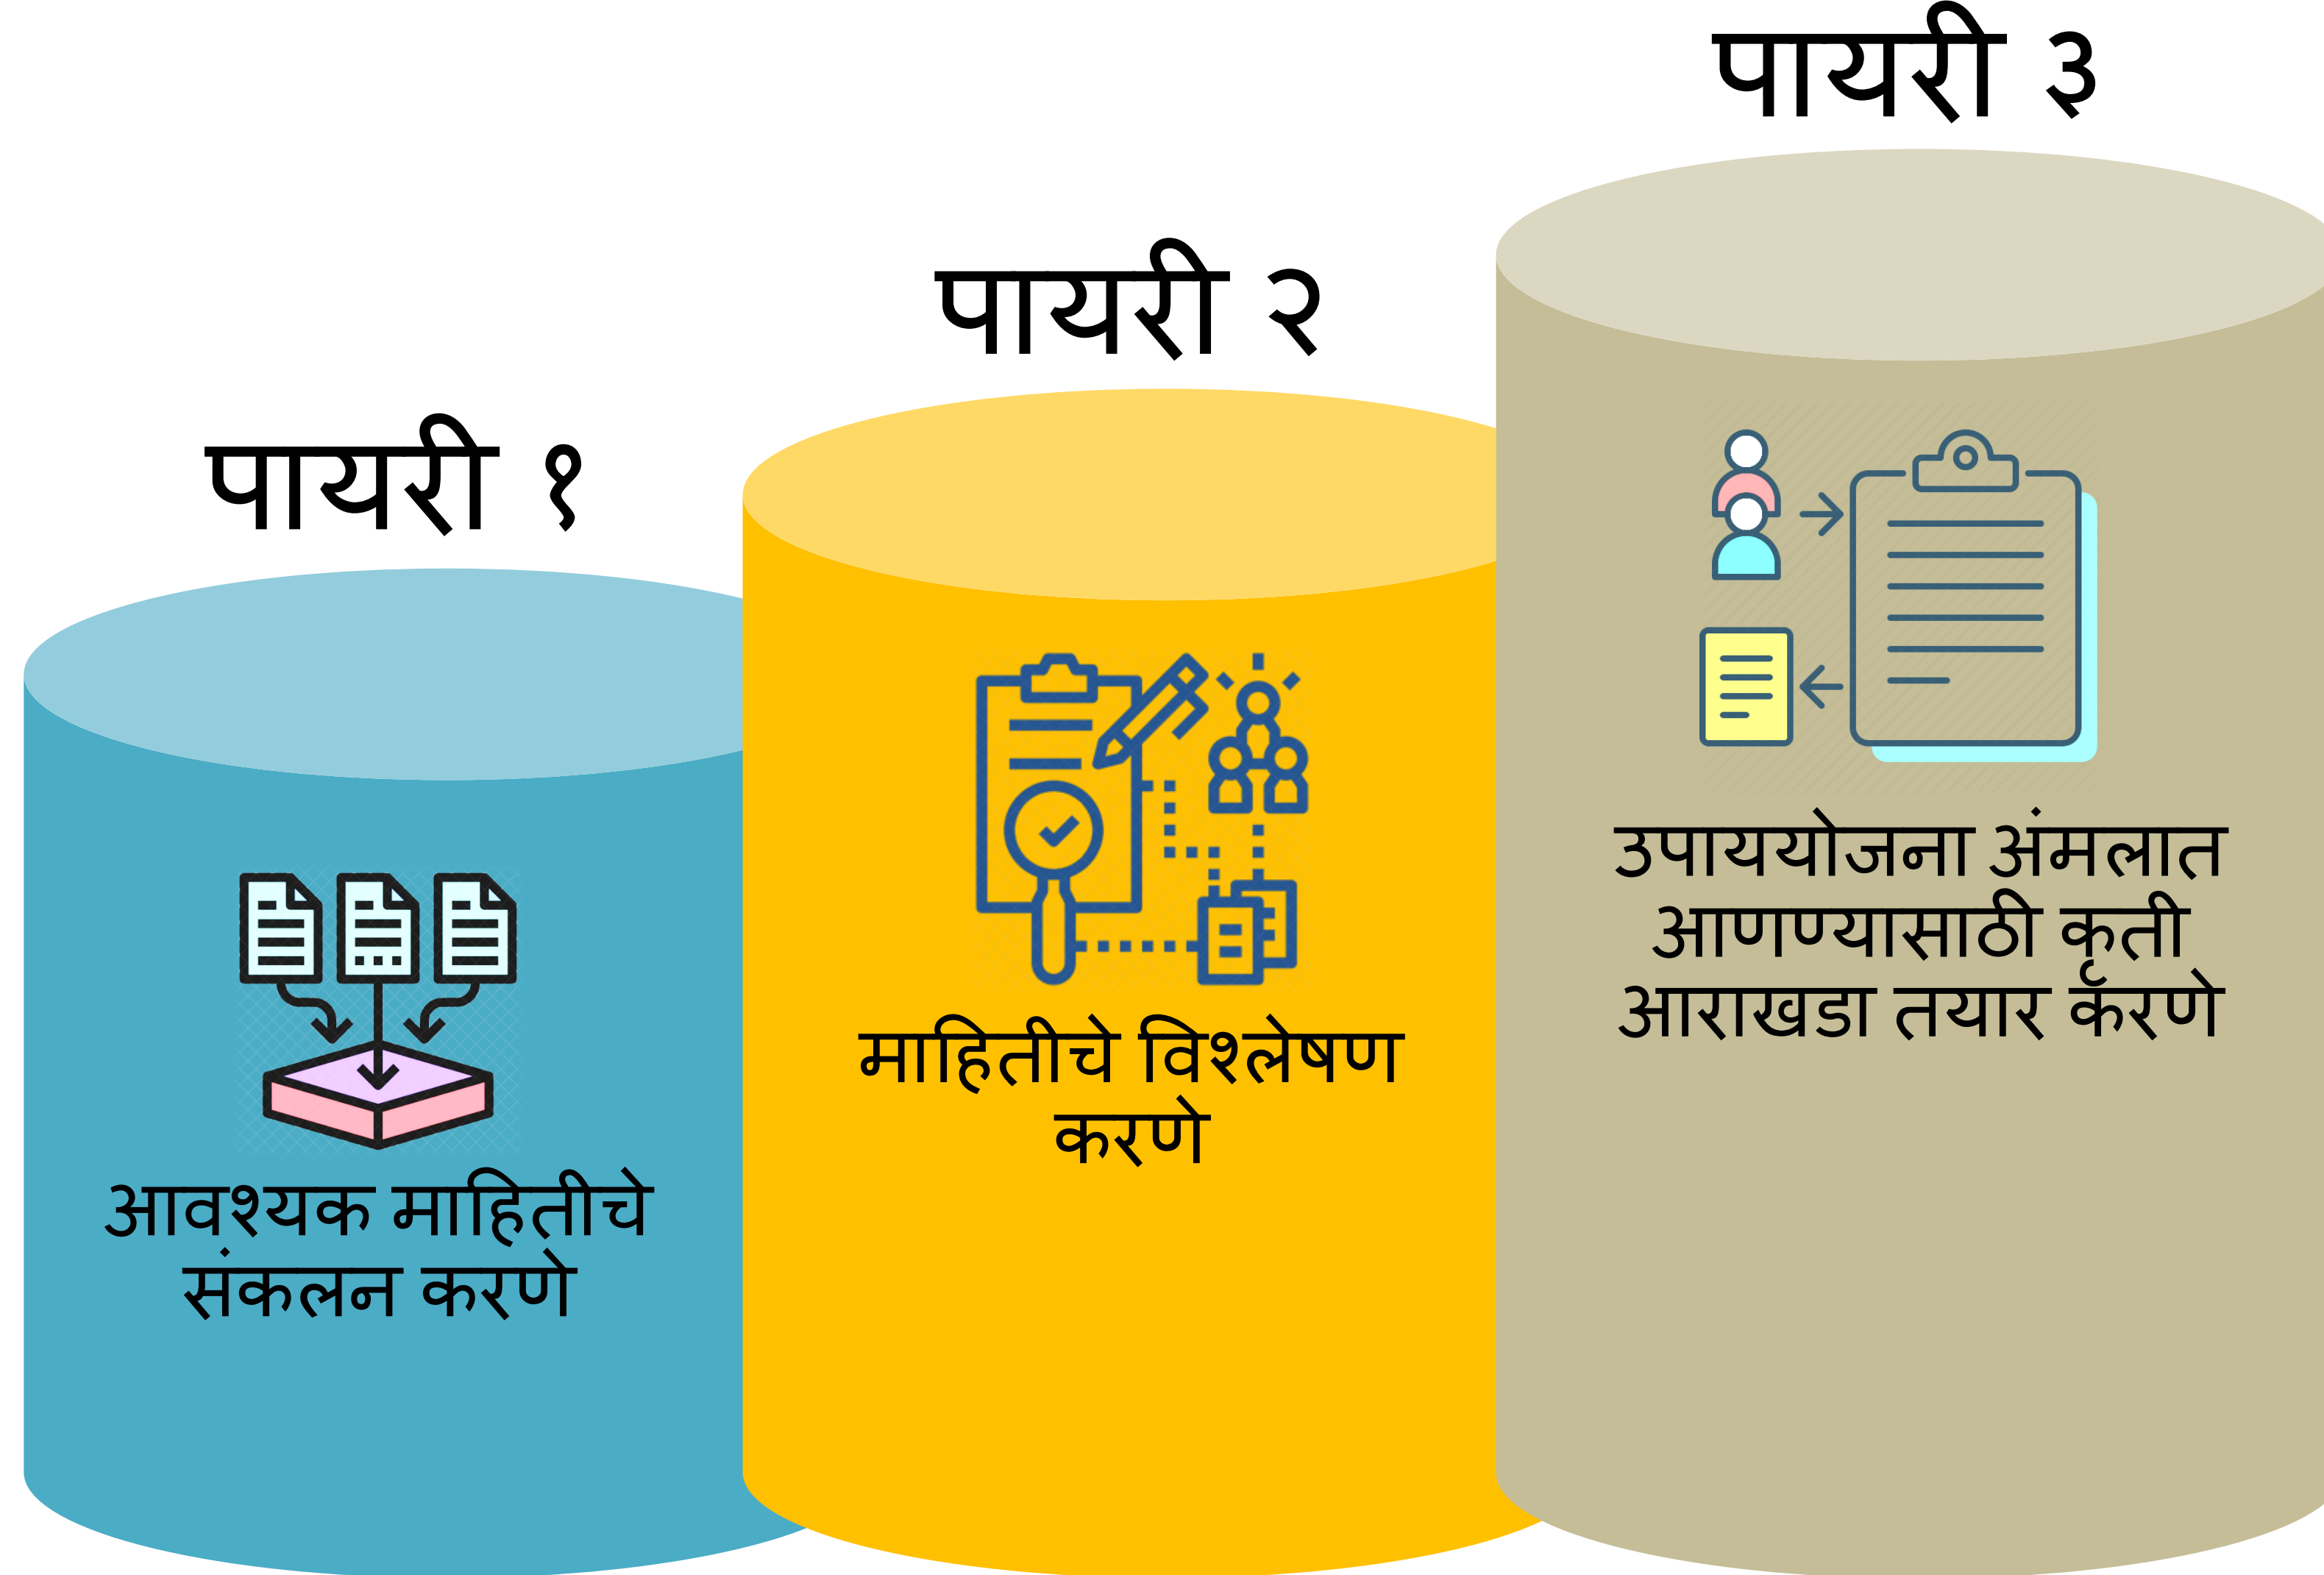 पायरी १
आवश्यक माहितीचे
संकलन करणे
पायरी २
माहितीचे विश्लेषण
करणे
पायरी ३
उपाययोजना अंमलात
आणण्यासाठी कृती
आराखडा तयार करणे